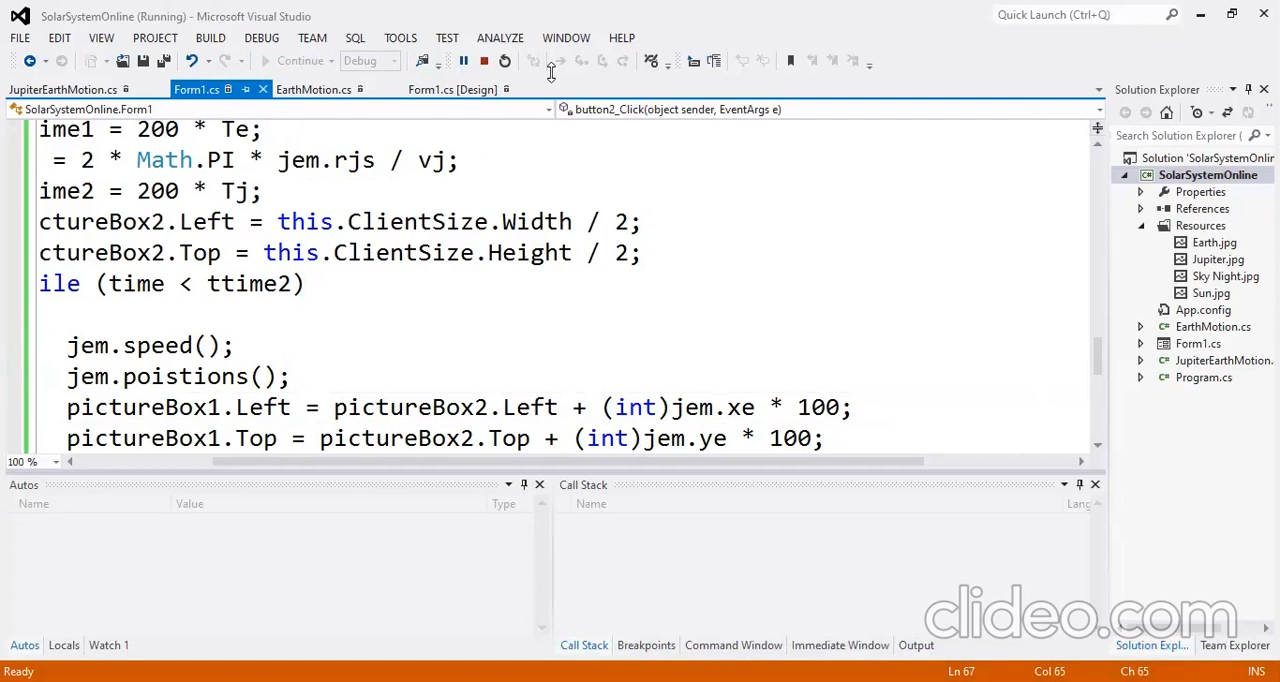 SolarSystemOnline (Running) - Microsoft Visual Studio
Quick Launch (Ctrl+Q)
FILE EDIT VIEW PROJECT BUILD DEBUG TEAM SQL TOOLS TEST ANALYZE WINDOW HELP
Continue Debug
JupiterEarthMotion.cs Form1.cs EarthMotion.cs Form1.cs [Design]
Solution Explorer
SolarSystemOnline.Form1
button2_Click(object sender, EventArgs e)
ime1 = 200 * Te;
= 2 * Math.PI * jem.rjs / vj;
ime2 = 200 * Tj;
ctureBox2.Left = this.ClientSize.Width / 2;
ctureBox2.Top = this.ClientSize.Height / 2;
ile (time < ttime2)
jem.speed();
jem.poistions();
pictureBox1.Left = pictureBox2.Left + (int)jem.xe * 100;
pictureBox1.Top = pictureBox2.Top + (int)jem.ye * 100;
100 %
Search Solution Explorer (
Solution 'SolarSystemOnlin
SolarSystemOnline
Properties
References
Resources
Earth.jpg
Jupiter.jpg
Sky Night.jpg
Sun.jpg
App.config
EarthMotion.cs
Form1.cs
JupiterEarthMotion.
Program.cs
Autos
Name Value Type
Call Stack
Name Lang
clideo.com
Autos Locals Watch 1
Call Stack Breakpoints Command Window Immediate Window Output
Solution Expl... Team Explorer
Ready
Ln 67 Col 65 Ch 65 INS